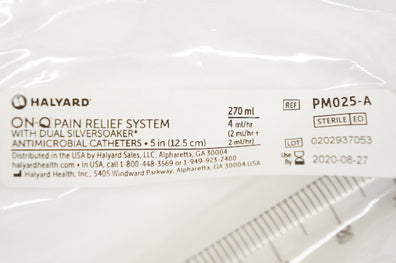 HALYARD
ON-Q PAIN RELIEF SYSTEM
WITH DUAL SILVERSOAKER*
ANTIMICROBIAL CATHETERS • 5 in (12.5 cm)
270 ml
4 ml/hr
(2 ml/hr +
2 ml/hr)
REF PM025-A
STERILE EO
LOT 0202937053
Use By 2020-08-27
Distributed in the USA by Halyard Sales, LLC, Alpharetta, GA 30004
halyardhealth.com • In USA, call 1-800-448-3569 or 1-949-923-2400
Halyard Health, Inc., 5405 Windward Parkway, Alpharetta, GA 30004 USA